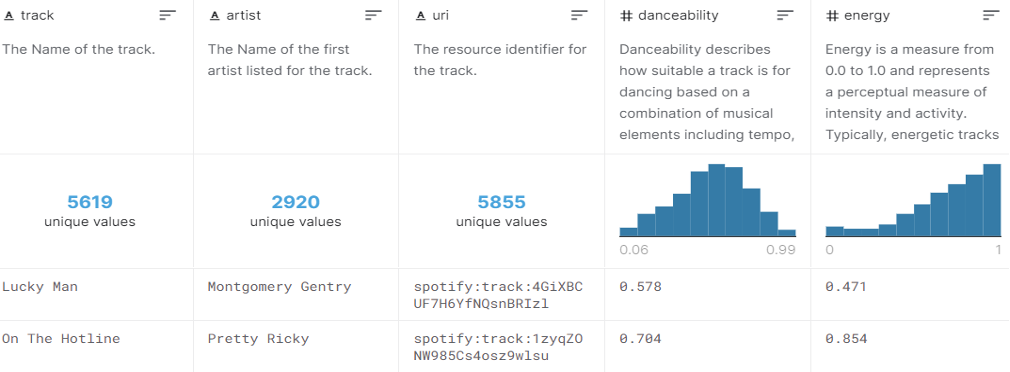 track
artist
uri
danceability
energy
The Name of the track.
The Name of the first
artist listed for the track.
The resource identifier for
the track.
Danceability describes
how suitable a track is for
dancing based on a
combination of musical
elements including tempo,
Energy is a measure from
0.0 to 1.0 and represents
a perceptual measure of
intensity and activity.
Typically, energetic tracks
5619
unique values
2920
unique values
5855
unique values
0.06
0.99
0
1
Lucky Man
Montgomery Gentry
spotify:track:4GiXBC
UF7H6YfNQsnBRIzl
0.578
0.471
On The Hotline
Pretty Ricky
spotify:track:1zyqZO
NW985Cs4osz9wlsu
0.704
0.854